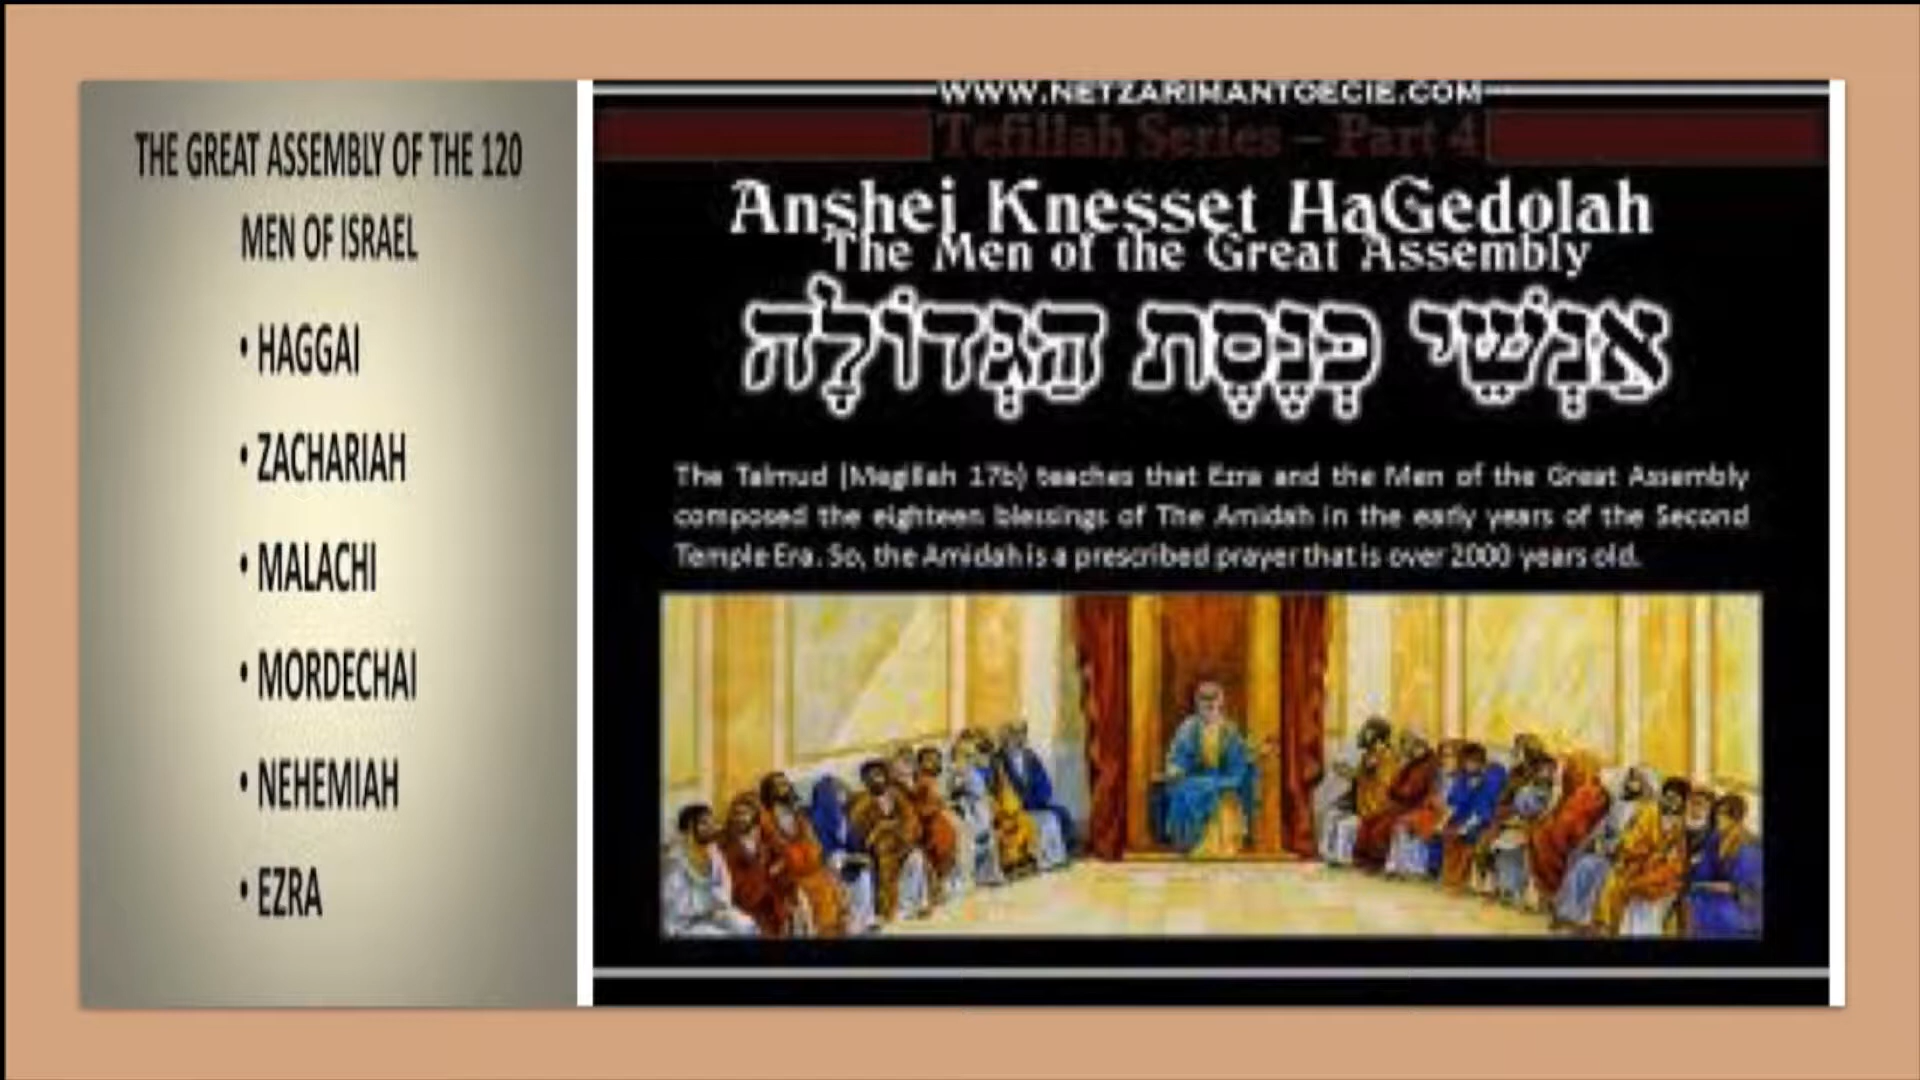 THE GREAT ASSEMBLY OF THE 120
MEN OF ISRAEL
• HAGGAI
• ZACHARIAH
• MALACHI
• MORDECHAI
• NEHEMIAH
• EZRA
WWW.NETZARIMANTOECIE.COM
Tefillah Series – Part 4
Anshei Knesset HaGedolah
The Men of the Great Assembly
אַנְשֵׁי כְּנֶסֶת הַגְּדוֹלָה
The Talmud (Megillah 17b) teaches that Ezra and the Men of the Great Assembly
composed the eighteen blessings of The Amidah in the early years of the Second
Temple Era. So, the Amidah is a prescribed prayer that is over 2000 years old.